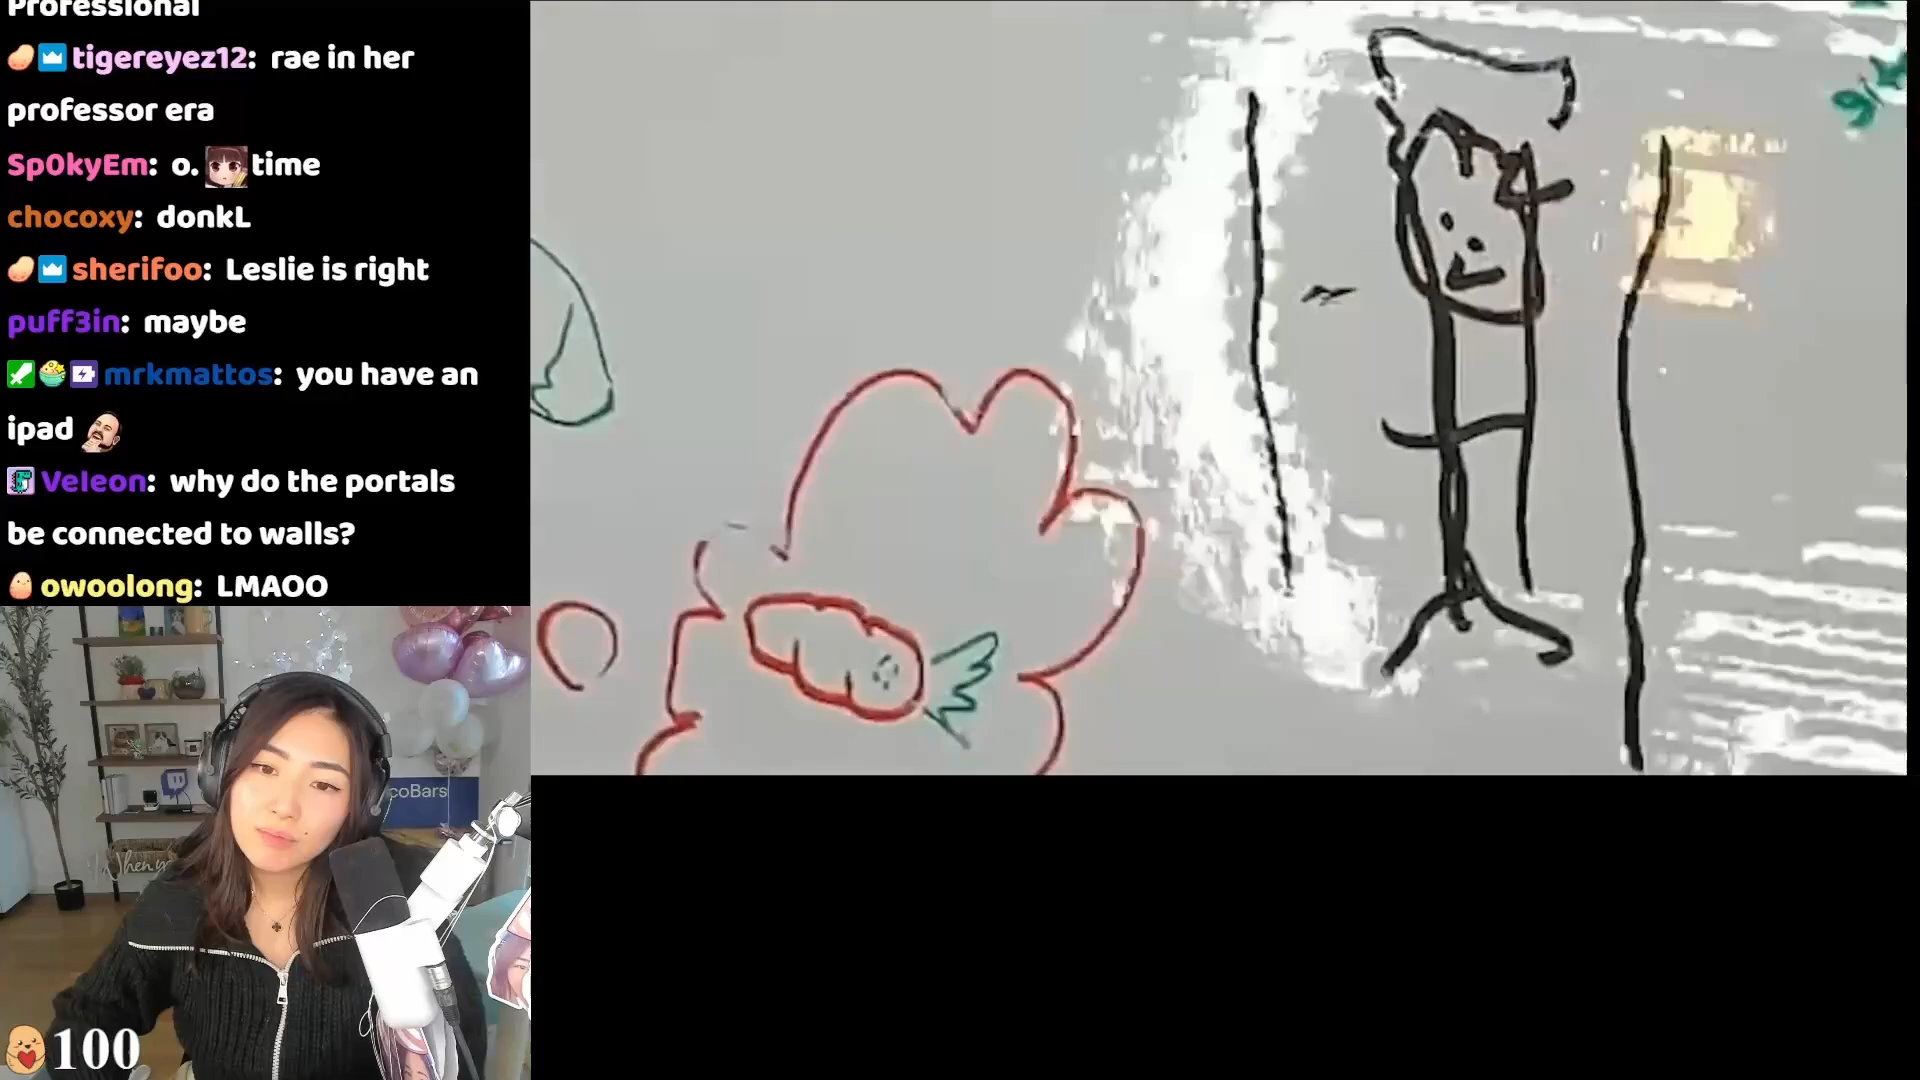 Professional
tigereyez12: rae in her
professor era
Sp0kyEm: o. time
chocoxy: donkL
sherifoo: Leslie is right
puff3in: maybe
mrkmattos: you have an
ipad
Veleon: why do the portals
be connected to walls?
owoolong: LMAOO
coBars
When
100